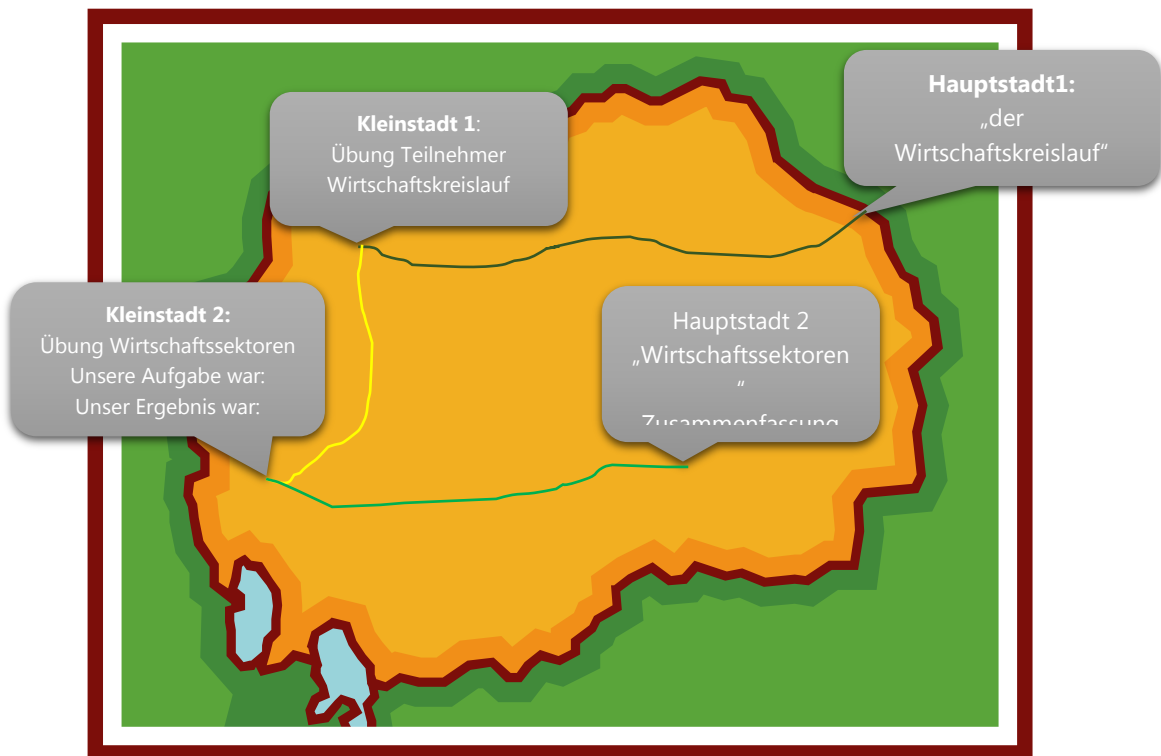 Hauptstadt1:
„der
Wirtschaftskreislauf“
Kleinstadt 1:
Übung Teilnehmer
Wirtschaftskreislauf
Kleinstadt 2:
Übung Wirtschaftssektoren
Unsere Aufgabe war:
Unser Ergebnis war:
Hauptstadt 2
„Wirtschaftssektoren
“
Zusammenfassung